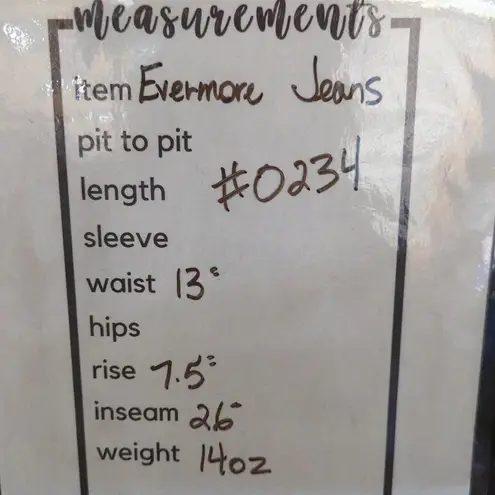 measurements
item Evermore Jeans
pit to pit
length #0234
sleeve
waist 13"
hips
rise 7.5"
inseam 26"
weight 14oz